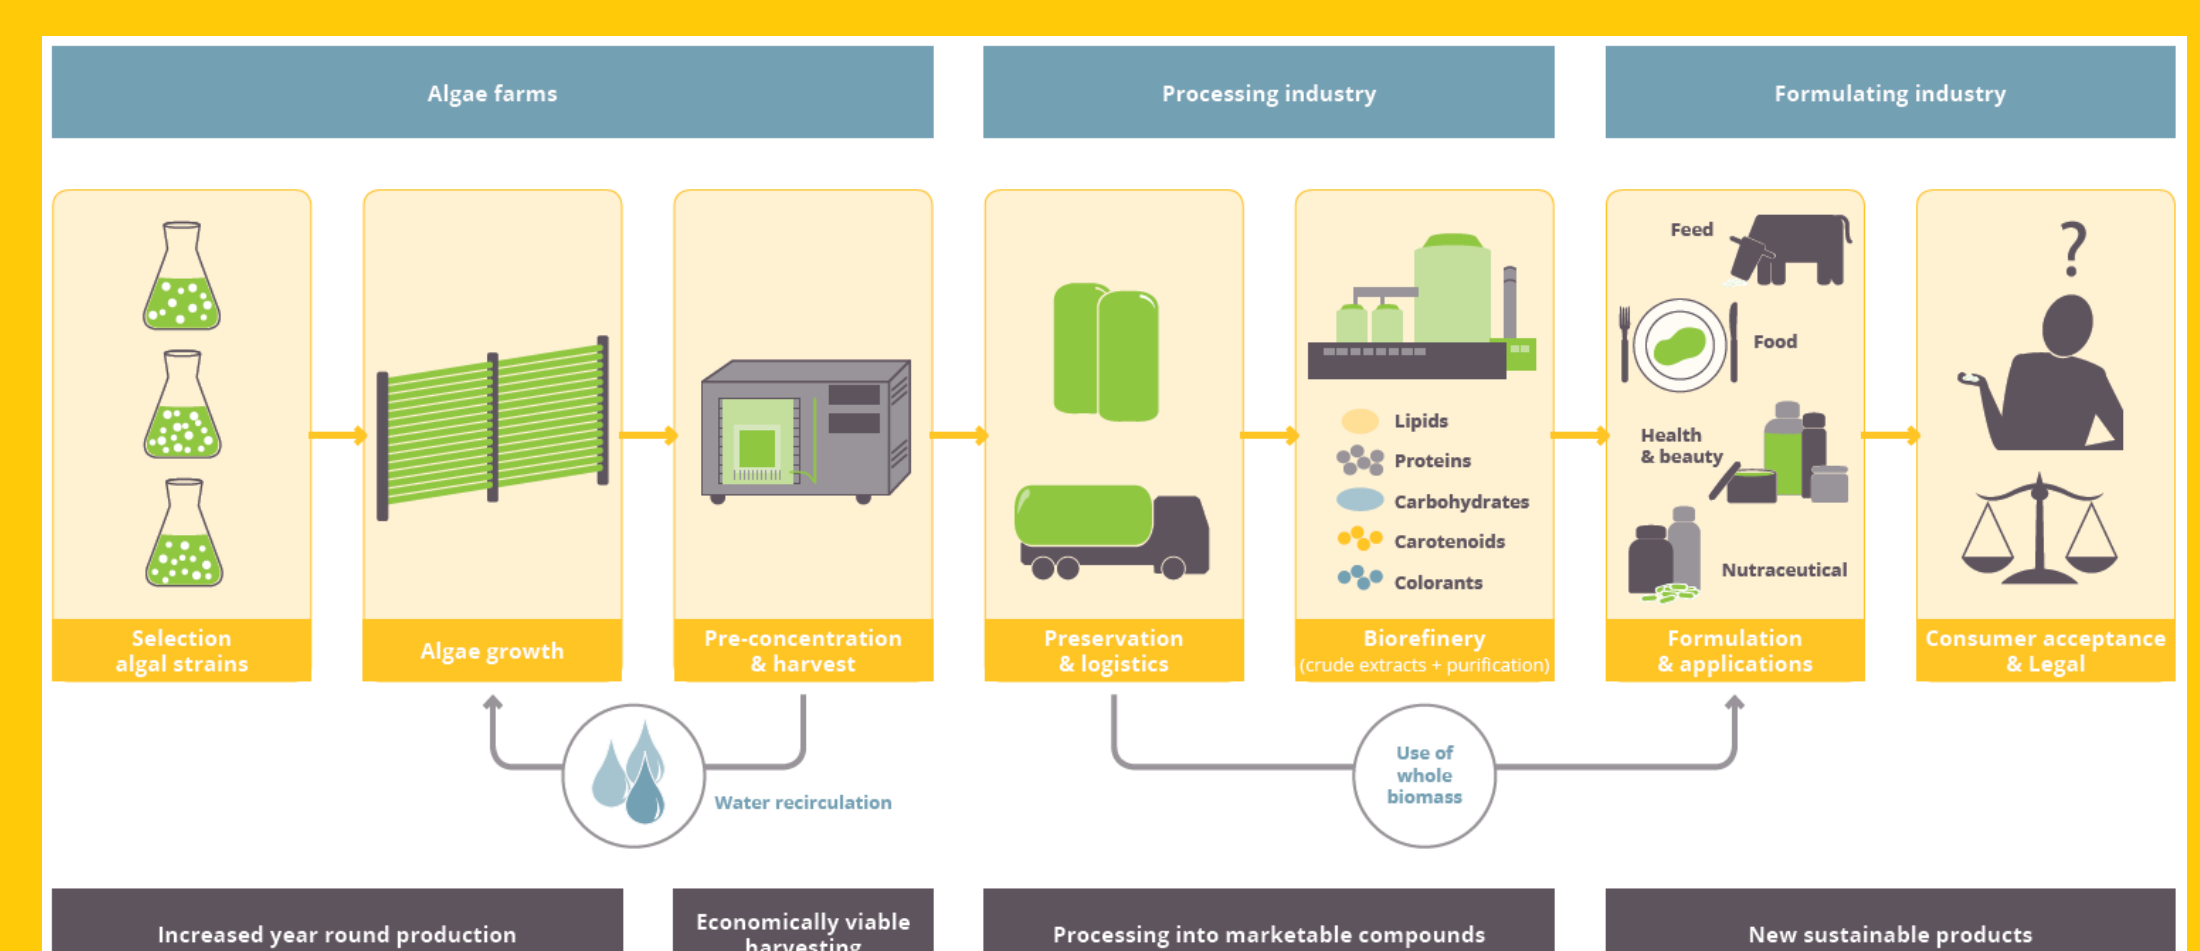 Algae farms
Processing industry
Formulating industry
Feed
Food
Health
& beauty
Nutraceutical
?
Lipids
Proteins
Carbohydrates
Carotenoids
Colorants
Selection
algal strains
Algae growth
Pre-concentration
& harvest
Preservation
& logistics
Biorefinery
(crude extracts + purification)
Formulation
& applications
Consumer acceptance
& Legal
Water recirculation
Use of
whole
biomass
Increased year round production
Economically viable
harvesting
Processing into marketable compounds
New sustainable products